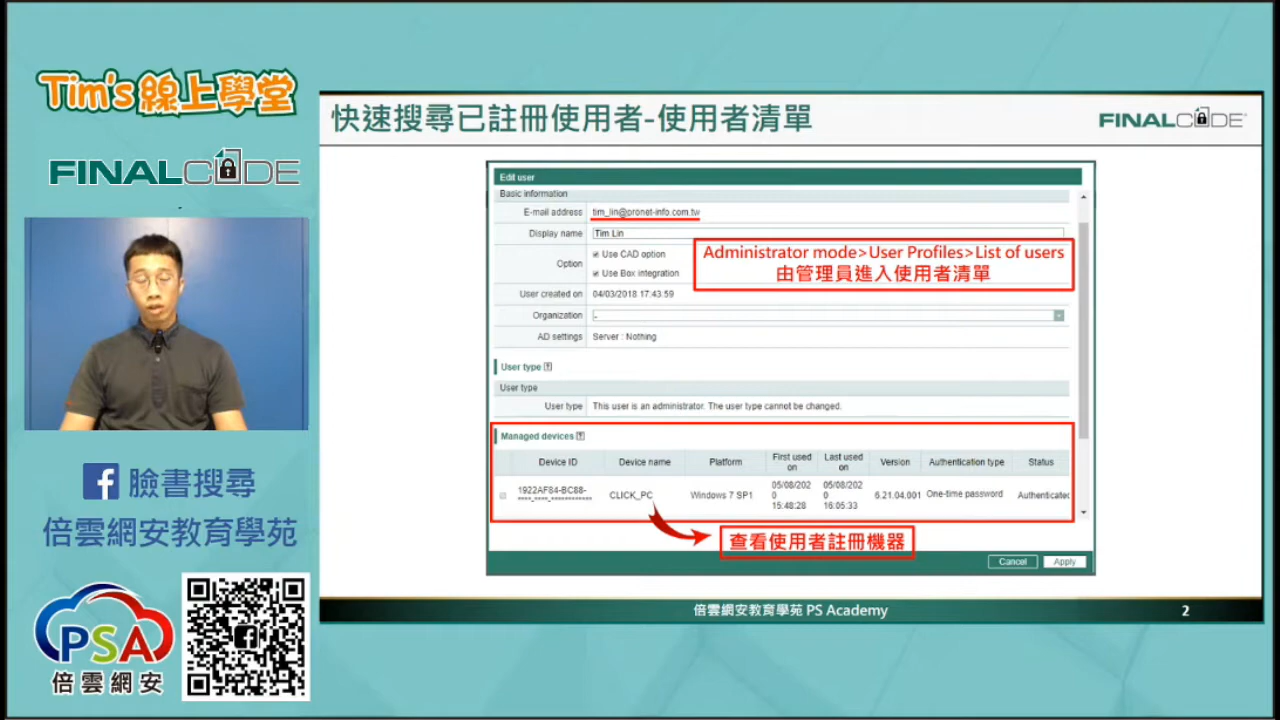 Tim's 線上學堂
FINALCODE
臉書搜尋
倍雲網安教育學苑
PSA
倍雲網安
快速搜尋已註冊使用者-使用者清單
FINALCODE
Edit user
Basic information
E-mail address tim_lin@pronet-info.com.tw
Display name Tim Lin
Option Use CAD option
Use Box integration
Administrator mode>User Profiles>List of users
由管理員進入使用者清單
User created on 04/03/2018 17:43:59
Organization -
AD settings Server : Nothing
User type [?]
User type
User type This user is an administrator. The user type cannot be changed.
Managed devices [?]
Device ID Device name Platform First used on Last used on Version Authentication type Status
1922AF84-BC88-****-****-************ CLICK_PC Windows 7 SP1 05/08/2020 15:48:28 05/08/2020 16:05:33 6.21.04.001 One-time password Authenticated
查看使用者註冊機器
Cancel Apply
倍雲網安教育學苑 PS Academy 2